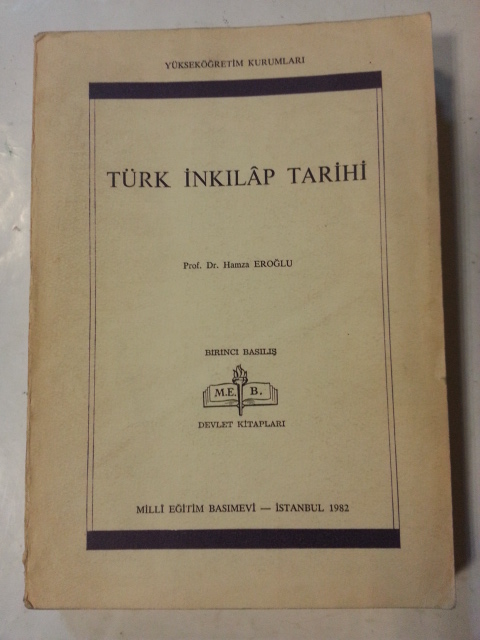 YÜKSEKÖĞRETİM KURUMLARI
TÜRK İNKILÂP TARİHİ
Prof. Dr. Hamza EROĞLU
BIRINCI BASILIŞ
M.E. B.
DEVLET KİTAPLARI
MİLLÎ EĞİTİM BASIMEVİ — İSTANBUL 1982